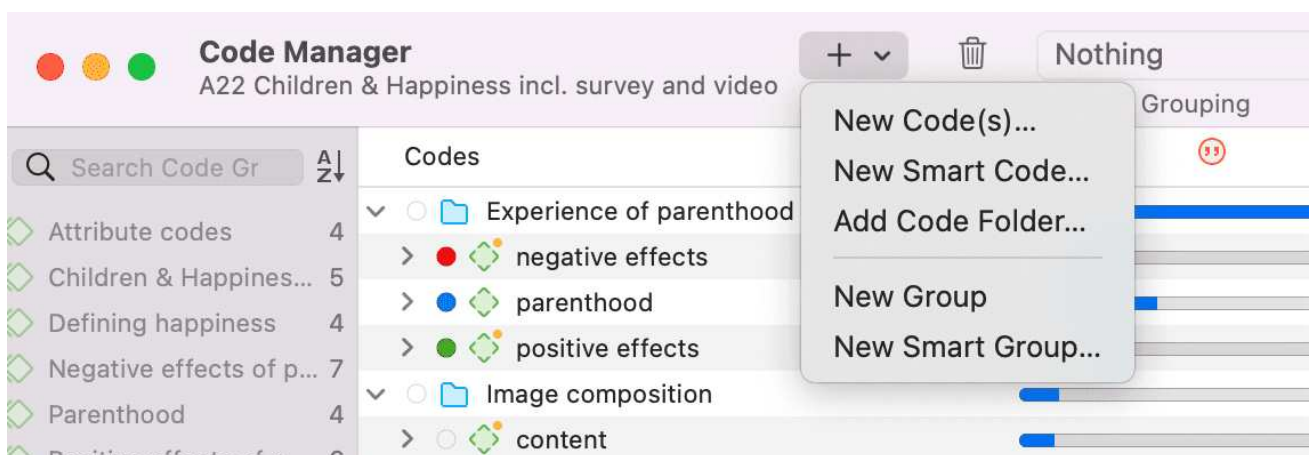 Code Manager
A22 Children & Happiness incl. survey and video
Nothing
Grouping
New Code(s)...
New Smart Code...
Add Code Folder...
New Group
New Smart Group...
Search Code Gr
A
Z
Codes
Attribute codes 4
Children & Happines... 5
Defining happiness 4
Negative effects of p... 7
Parenthood 4
Experience of parenthood
negative effects
parenthood
positive effects
Image composition
content